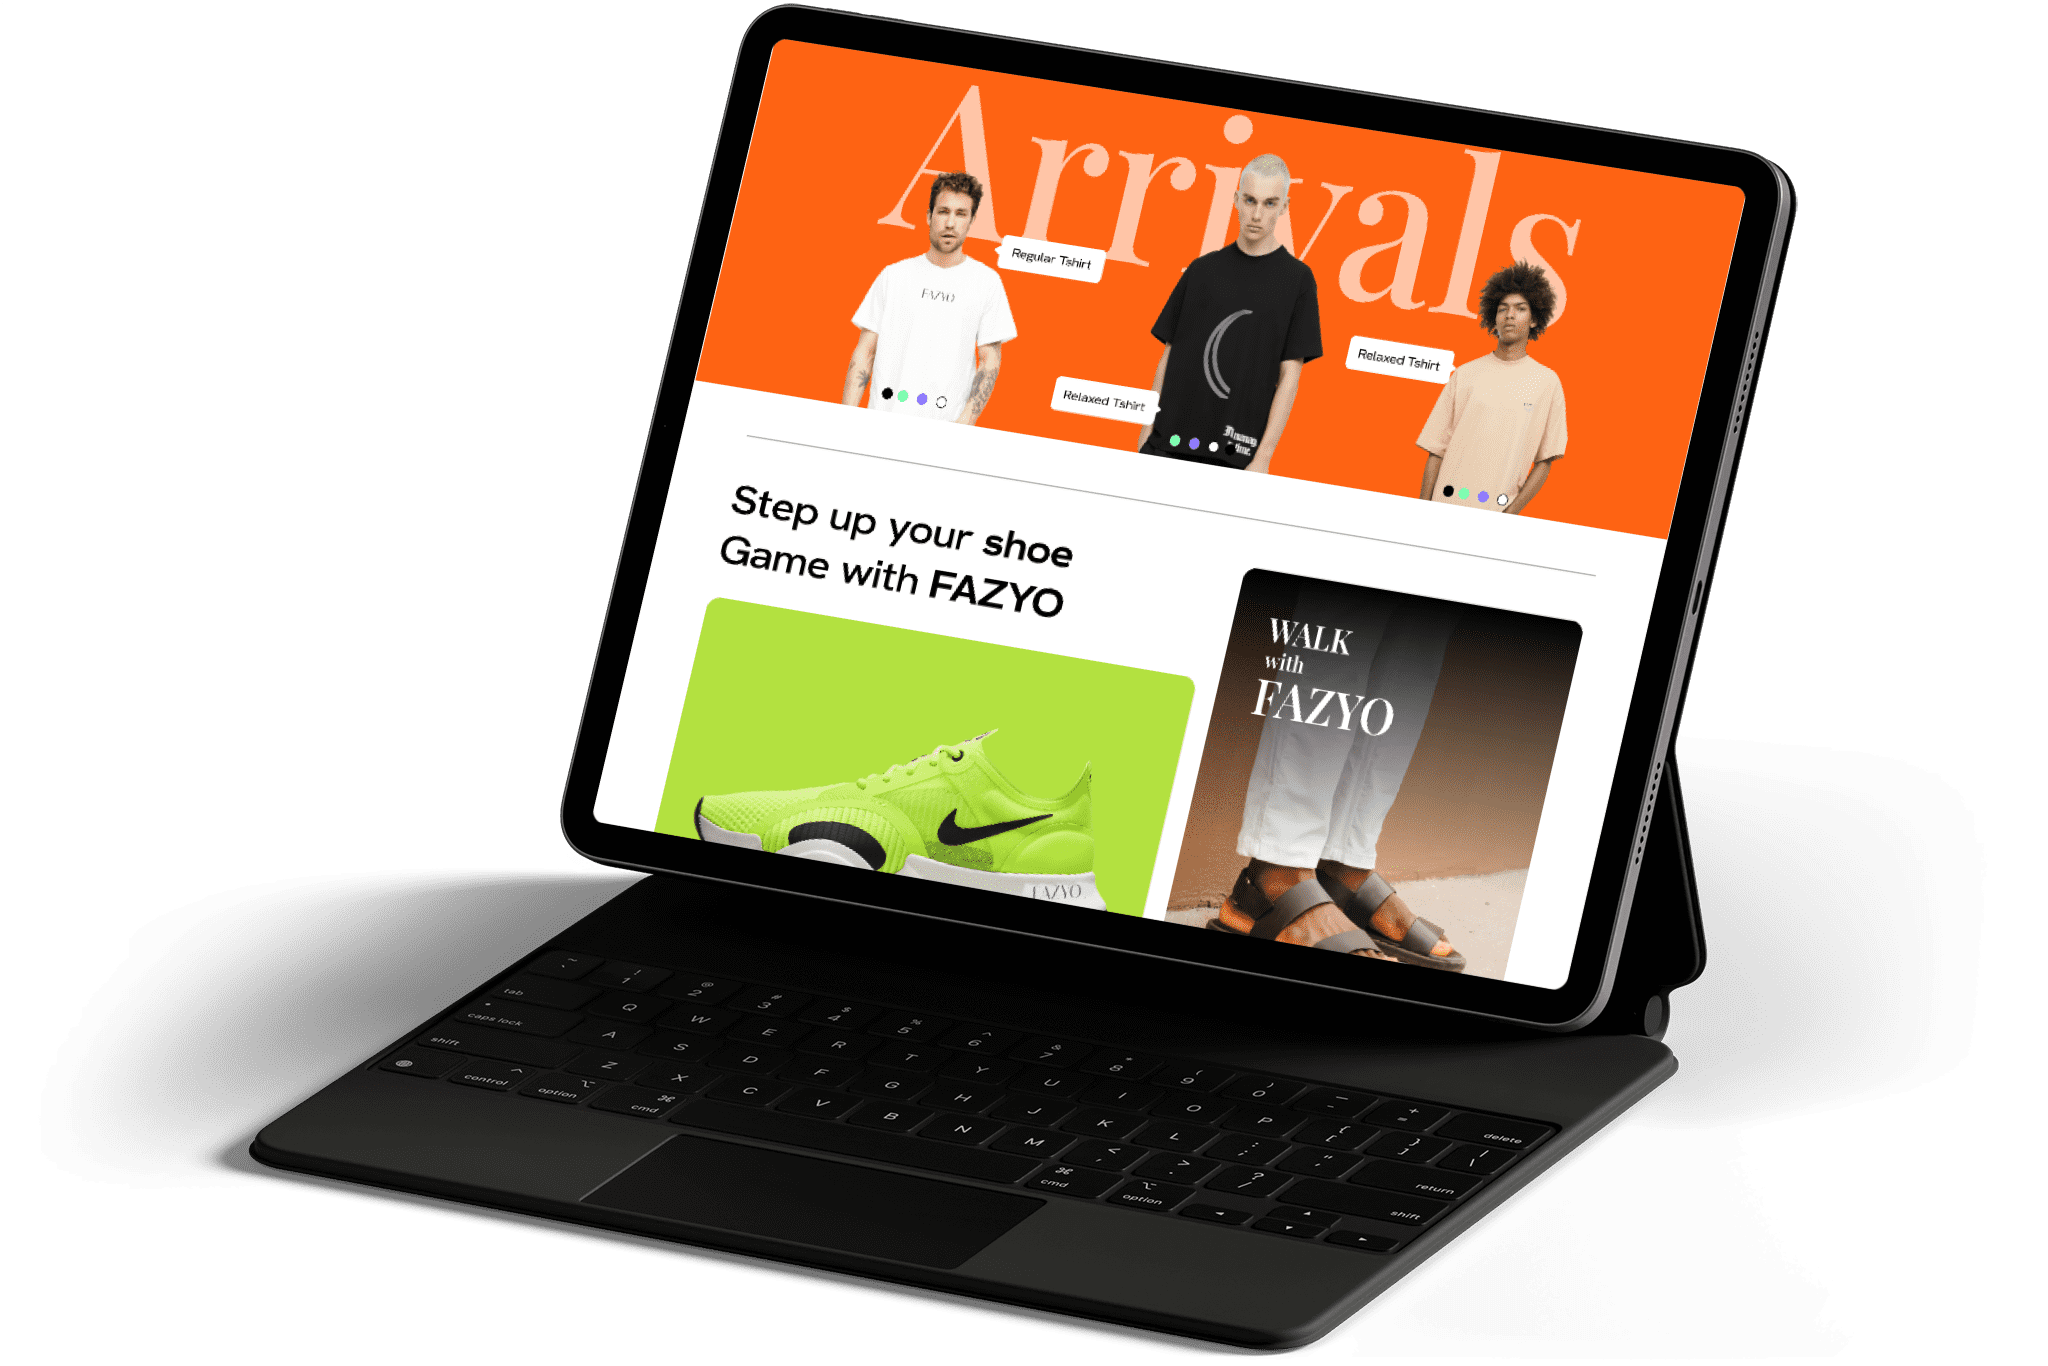 Arrivals
Regular Tshirt
FAZYO
Relaxed Tshirt
Relaxed Tshirt
Step up your shoe
Game with FAZYO
WALK
with
FAZYO
FAZYO
~
! 1
@ 2
# 3
$ 4
% 5
^ 6
& 7
* 8
( 9
) 0
_
+ =
delete
tab
Q W E R T Y U I O P { [ } ] | \
caps lock
A S D F G H J K L : ; " '
return
shift
Z X C V B N M < , > . ? /
shift
control ^
option ⌥
cmd ⌘
⌘ cmd
⌥ option
◄ ▲ ▼ ►